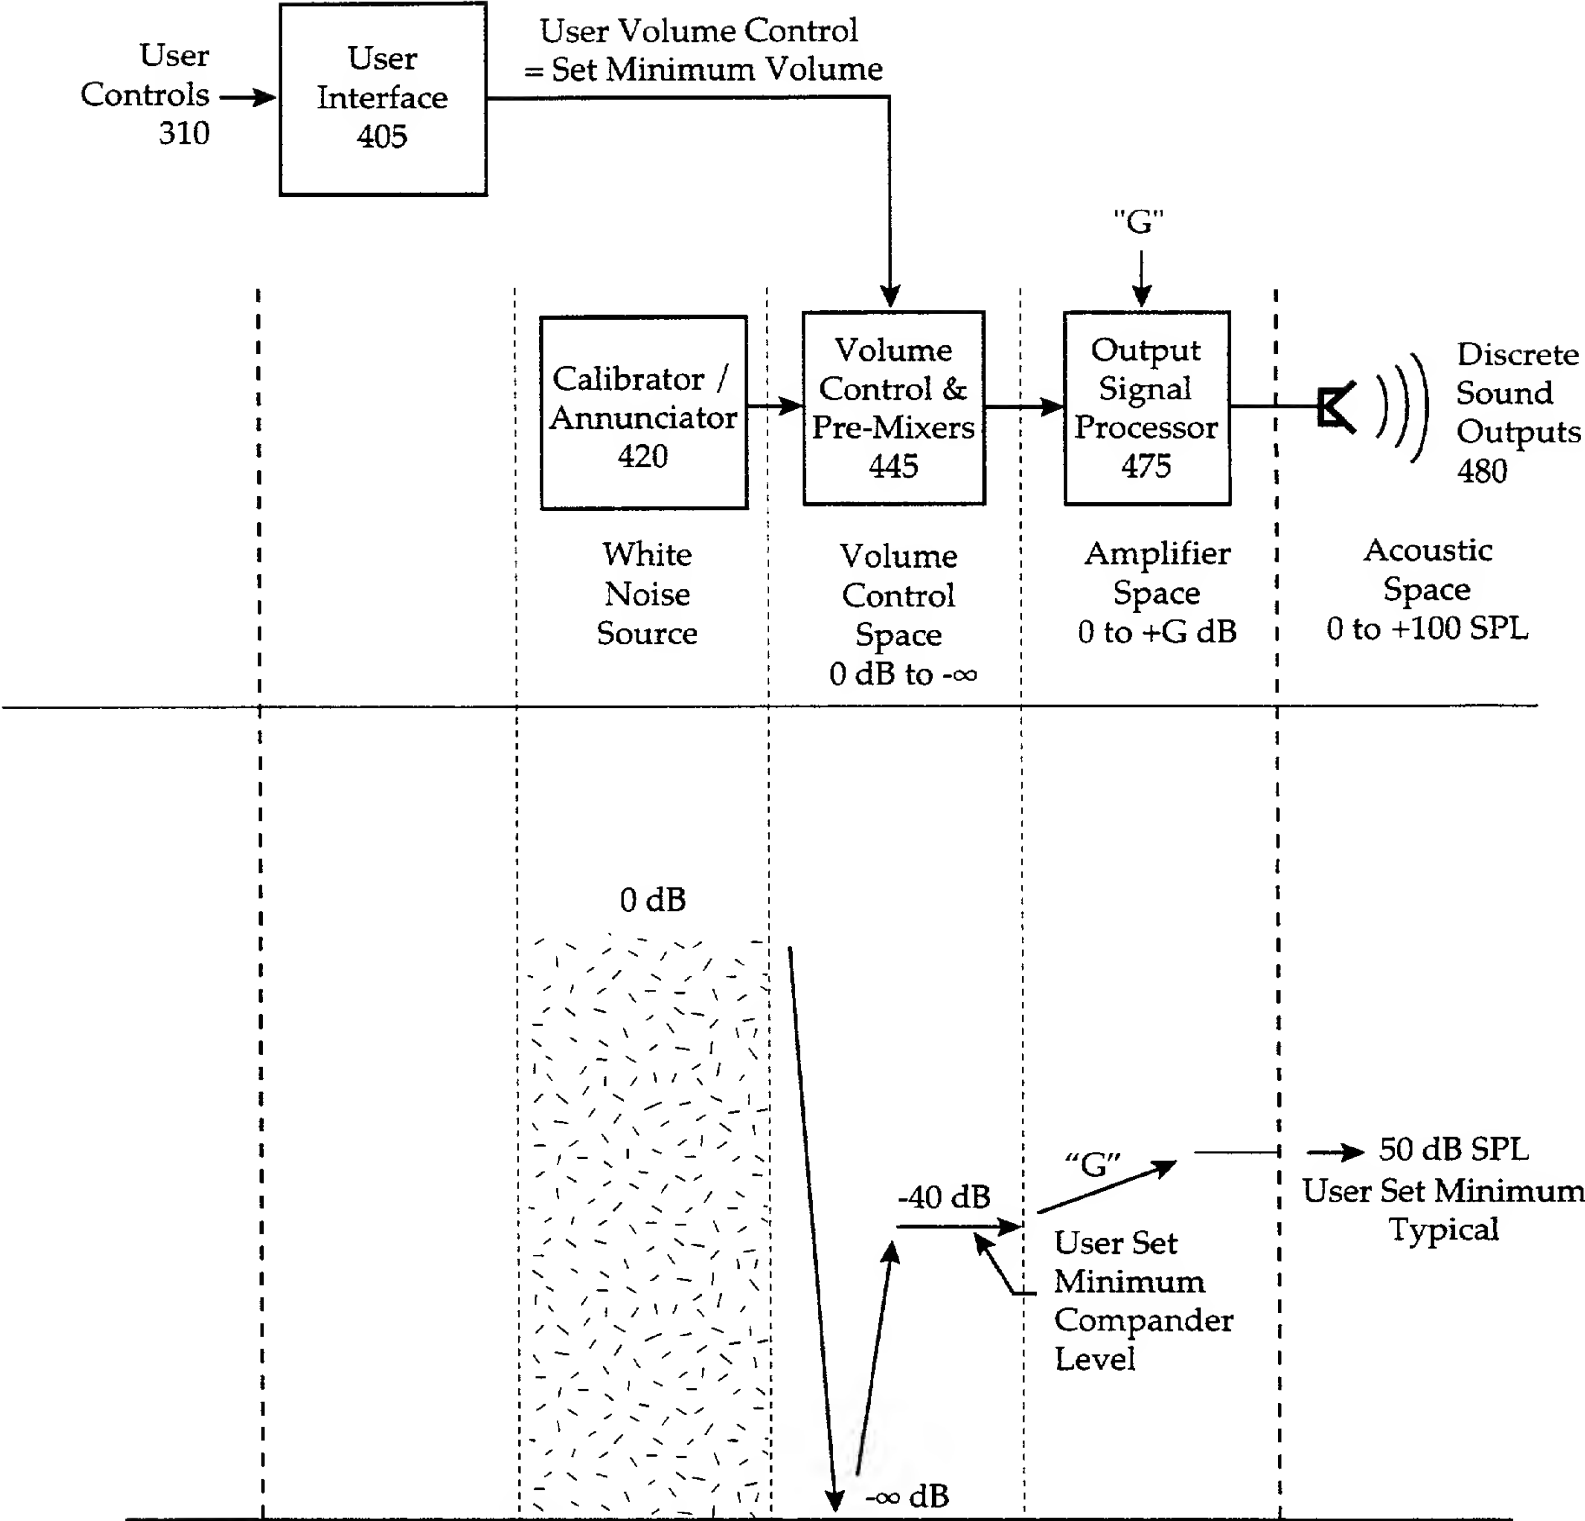 User
Controls
310
User
Interface
405
User Volume Control
= Set Minimum Volume
"G"
Calibrator /
Annunciator
420
Volume
Control &
Pre-Mixers
445
Output
Signal
Processor
475
Discrete
Sound
Outputs
480
White
Noise
Source
Volume
Control
Space
0 dB to -∞
Amplifier
Space
0 to +G dB
Acoustic
Space
0 to +100 SPL
0 dB
-40 dB
“G”
50 dB SPL
User Set Minimum
Typical
User Set
Minimum
Compander
Level
-∞ dB